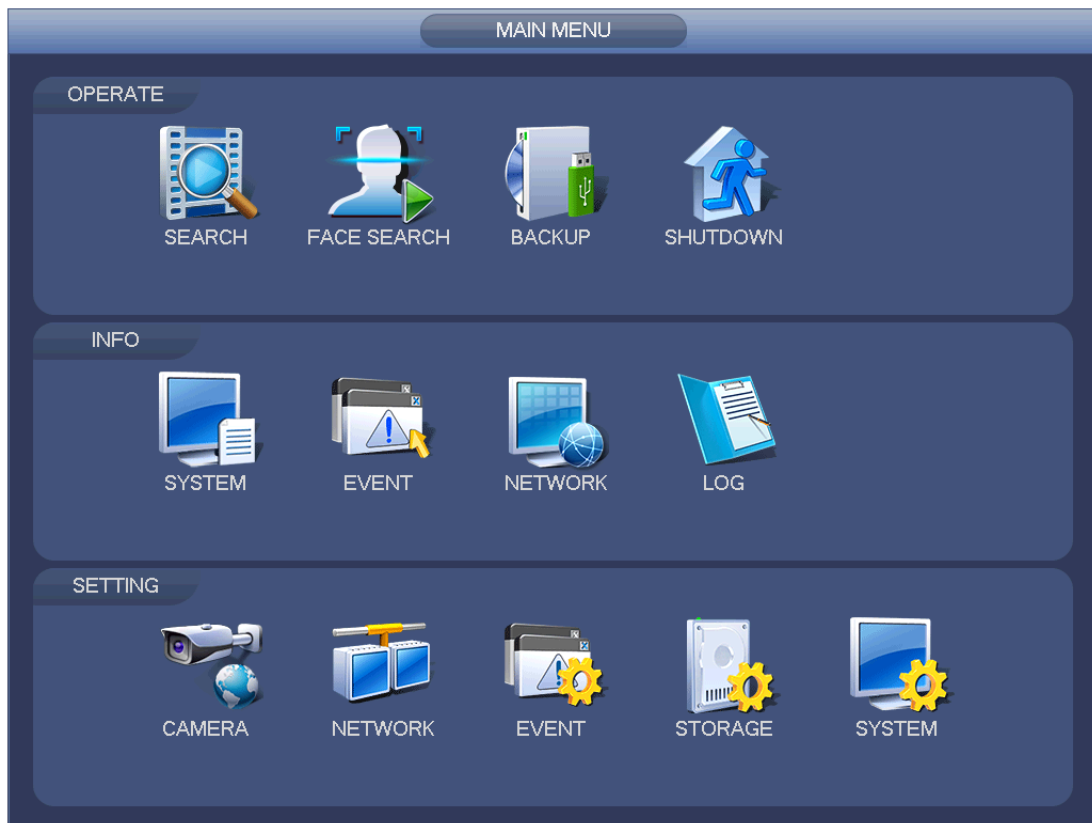 MAIN MENU
OPERATE
SEARCH FACE SEARCH BACKUP SHUTDOWN
INFO
SYSTEM EVENT NETWORK LOG
SETTING
CAMERA NETWORK EVENT STORAGE SYSTEM